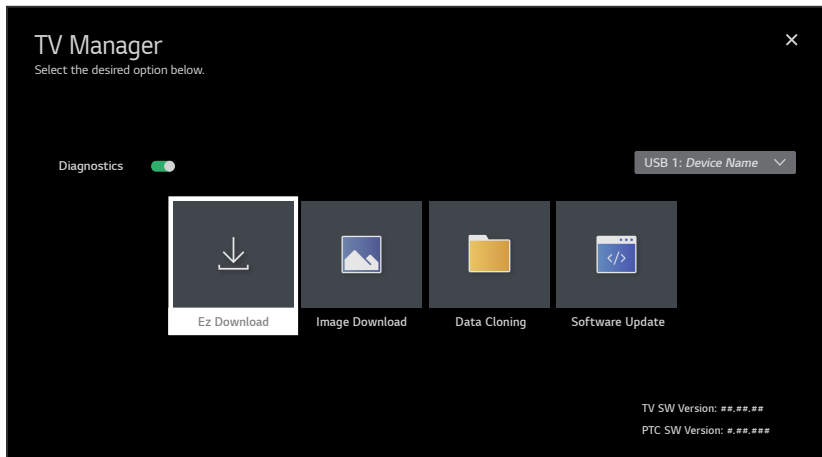 TV Manager
Select the desired option below.
Diagnostics
USB 1: Device Name
Ez Download
Image Download
Data Cloning
Software Update
TV SW Version: ##.##.##
PTC SW Version: #.##.###